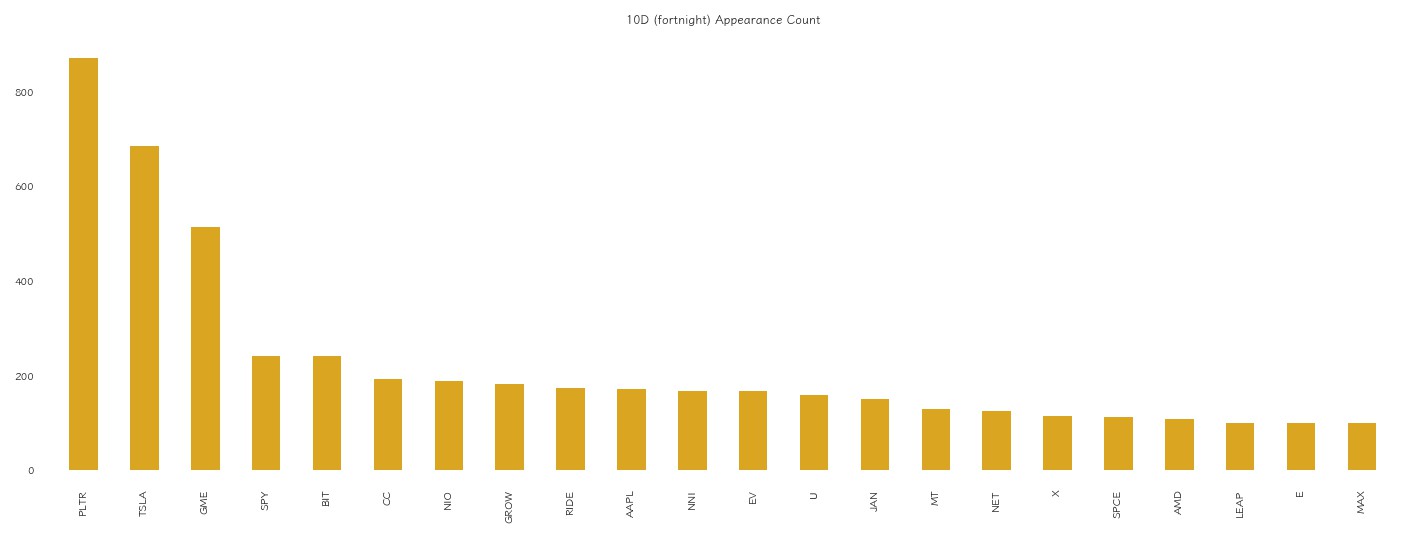 10D (fortnight) Appearance Count
800
600
400
200
0
PLTR
TSLA
GME
SPY
BIT
CC
NIO
GROW
RIDE
AAPL
NNI
EV
U
JAN
MT
NET
X
SPCE
AMD
LEAP
E
MAX